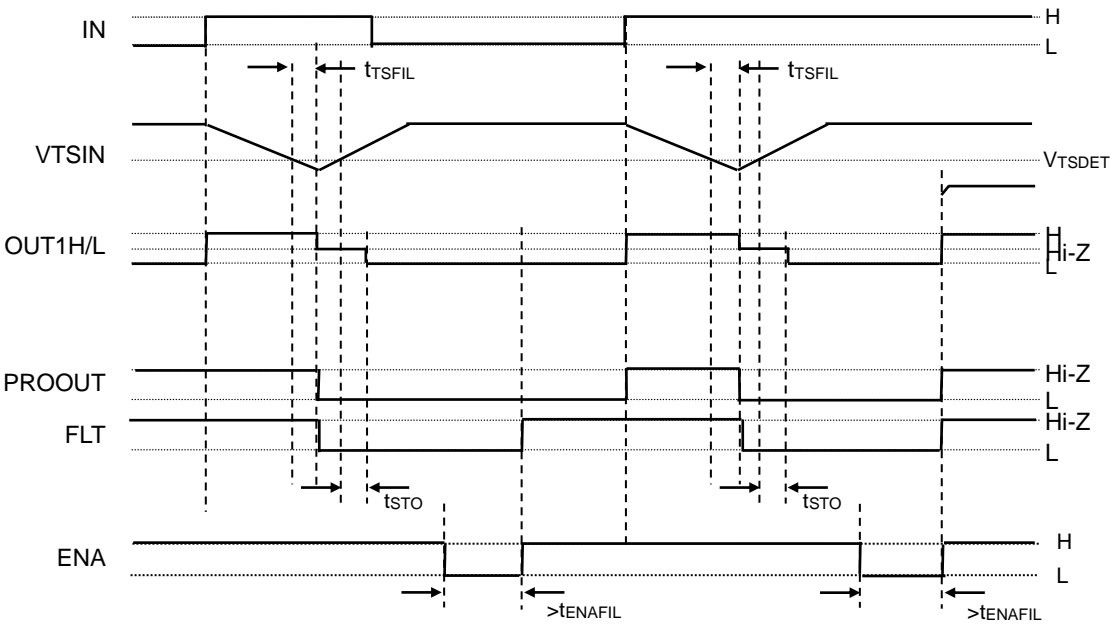 IN
H
L
tTSFIL
tTSFIL
VTSIN
VTSDET
OUT1H/L
H
Hi-Z
L
PROOUT
Hi-Z
L
FLT
Hi-Z
L
tSTO
tSTO
ENA
H
L
>tENAFIL
>tENAFIL